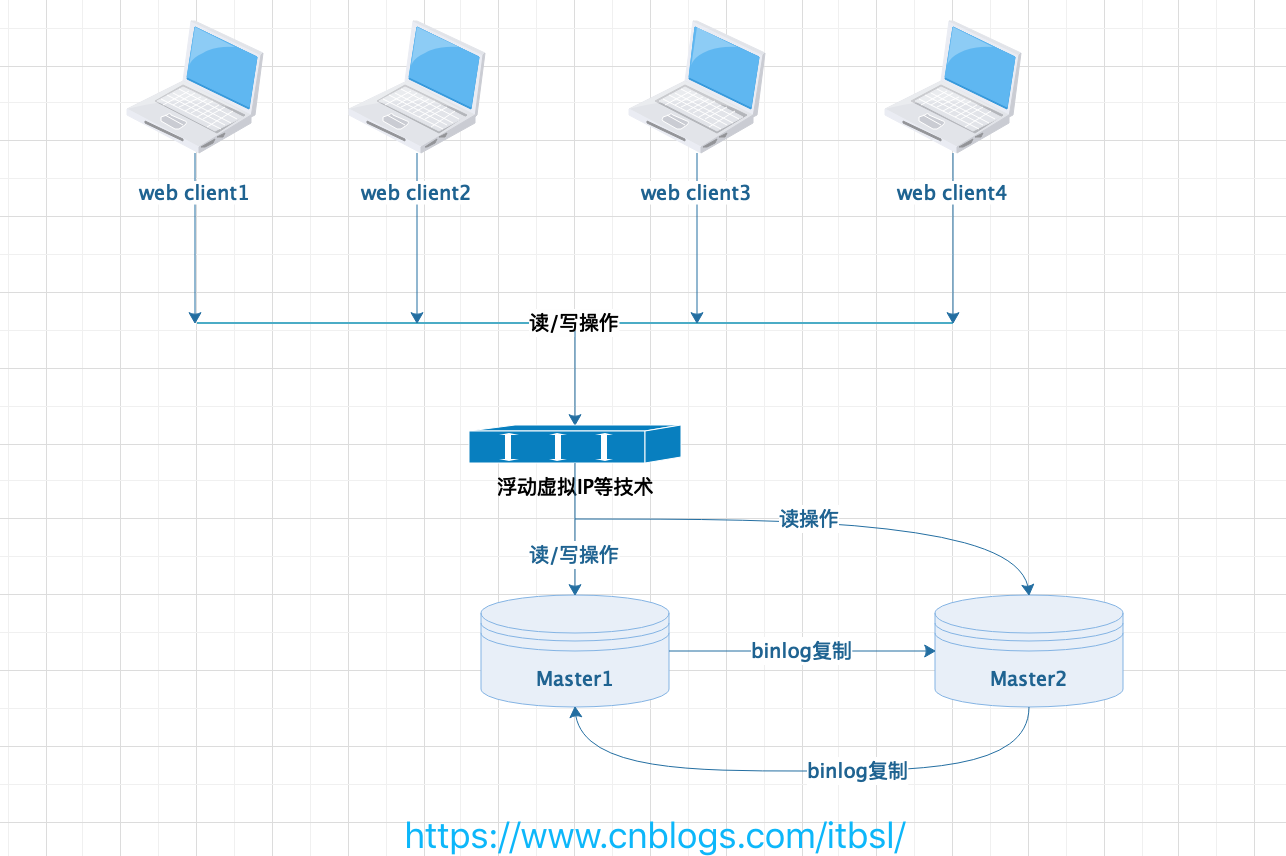 web client1
web client2
web client3
web client4
读/写操作
浮动虚拟IP等技术
读操作
读/写操作
binlog复制
Master1
Master2
binlog复制
https://www.cnblogs.com/itbsl/